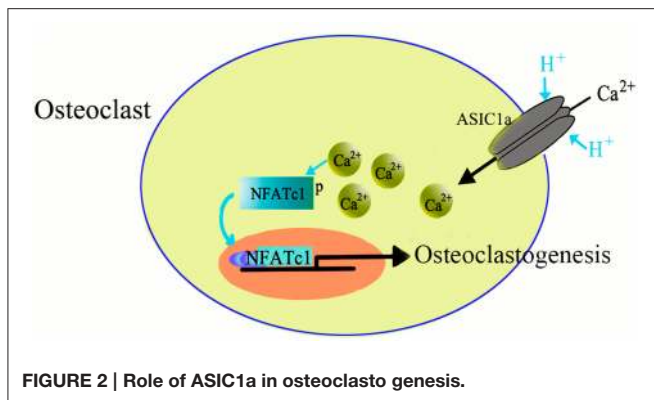 H⁺
Osteoclast
Ca²⁺
ASIC1a
H⁺
Ca²⁺
Ca²⁺
NFATc1 p
Ca²⁺
Ca²⁺
NFATc1
Osteoclastogenesis
FIGURE 2 | Role of ASIC1a in osteoclasto genesis.